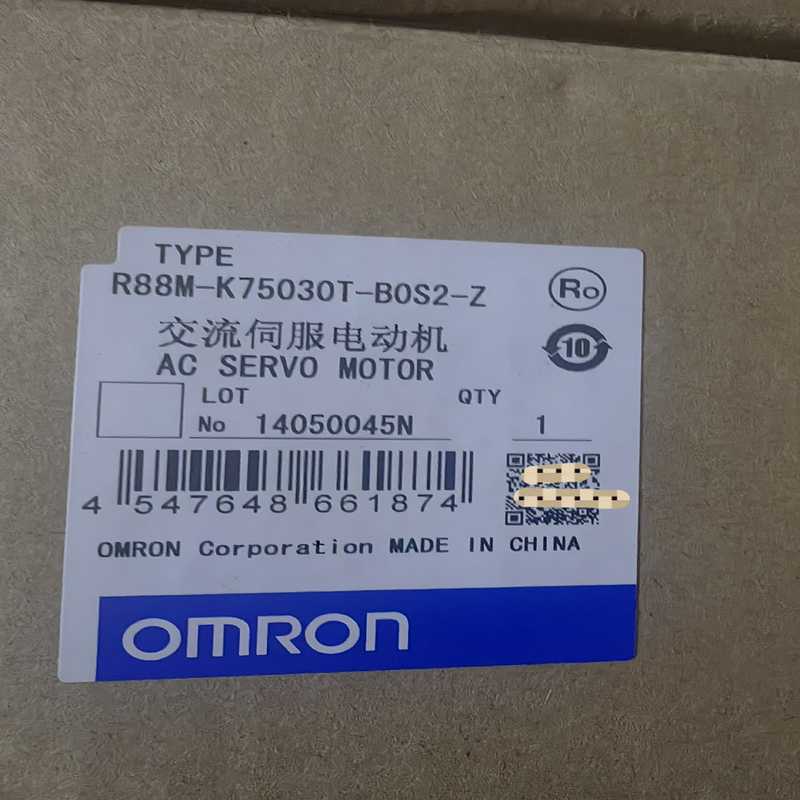 TYPE
R88M-K75030T-B0S2-Z
Ro
交流伺服电动机
10
AC SERVO MOTOR
LOT
QTY
No 14050045N
1
4 547648 661874
OMRON Corporation MADE IN CHINA
OMRON